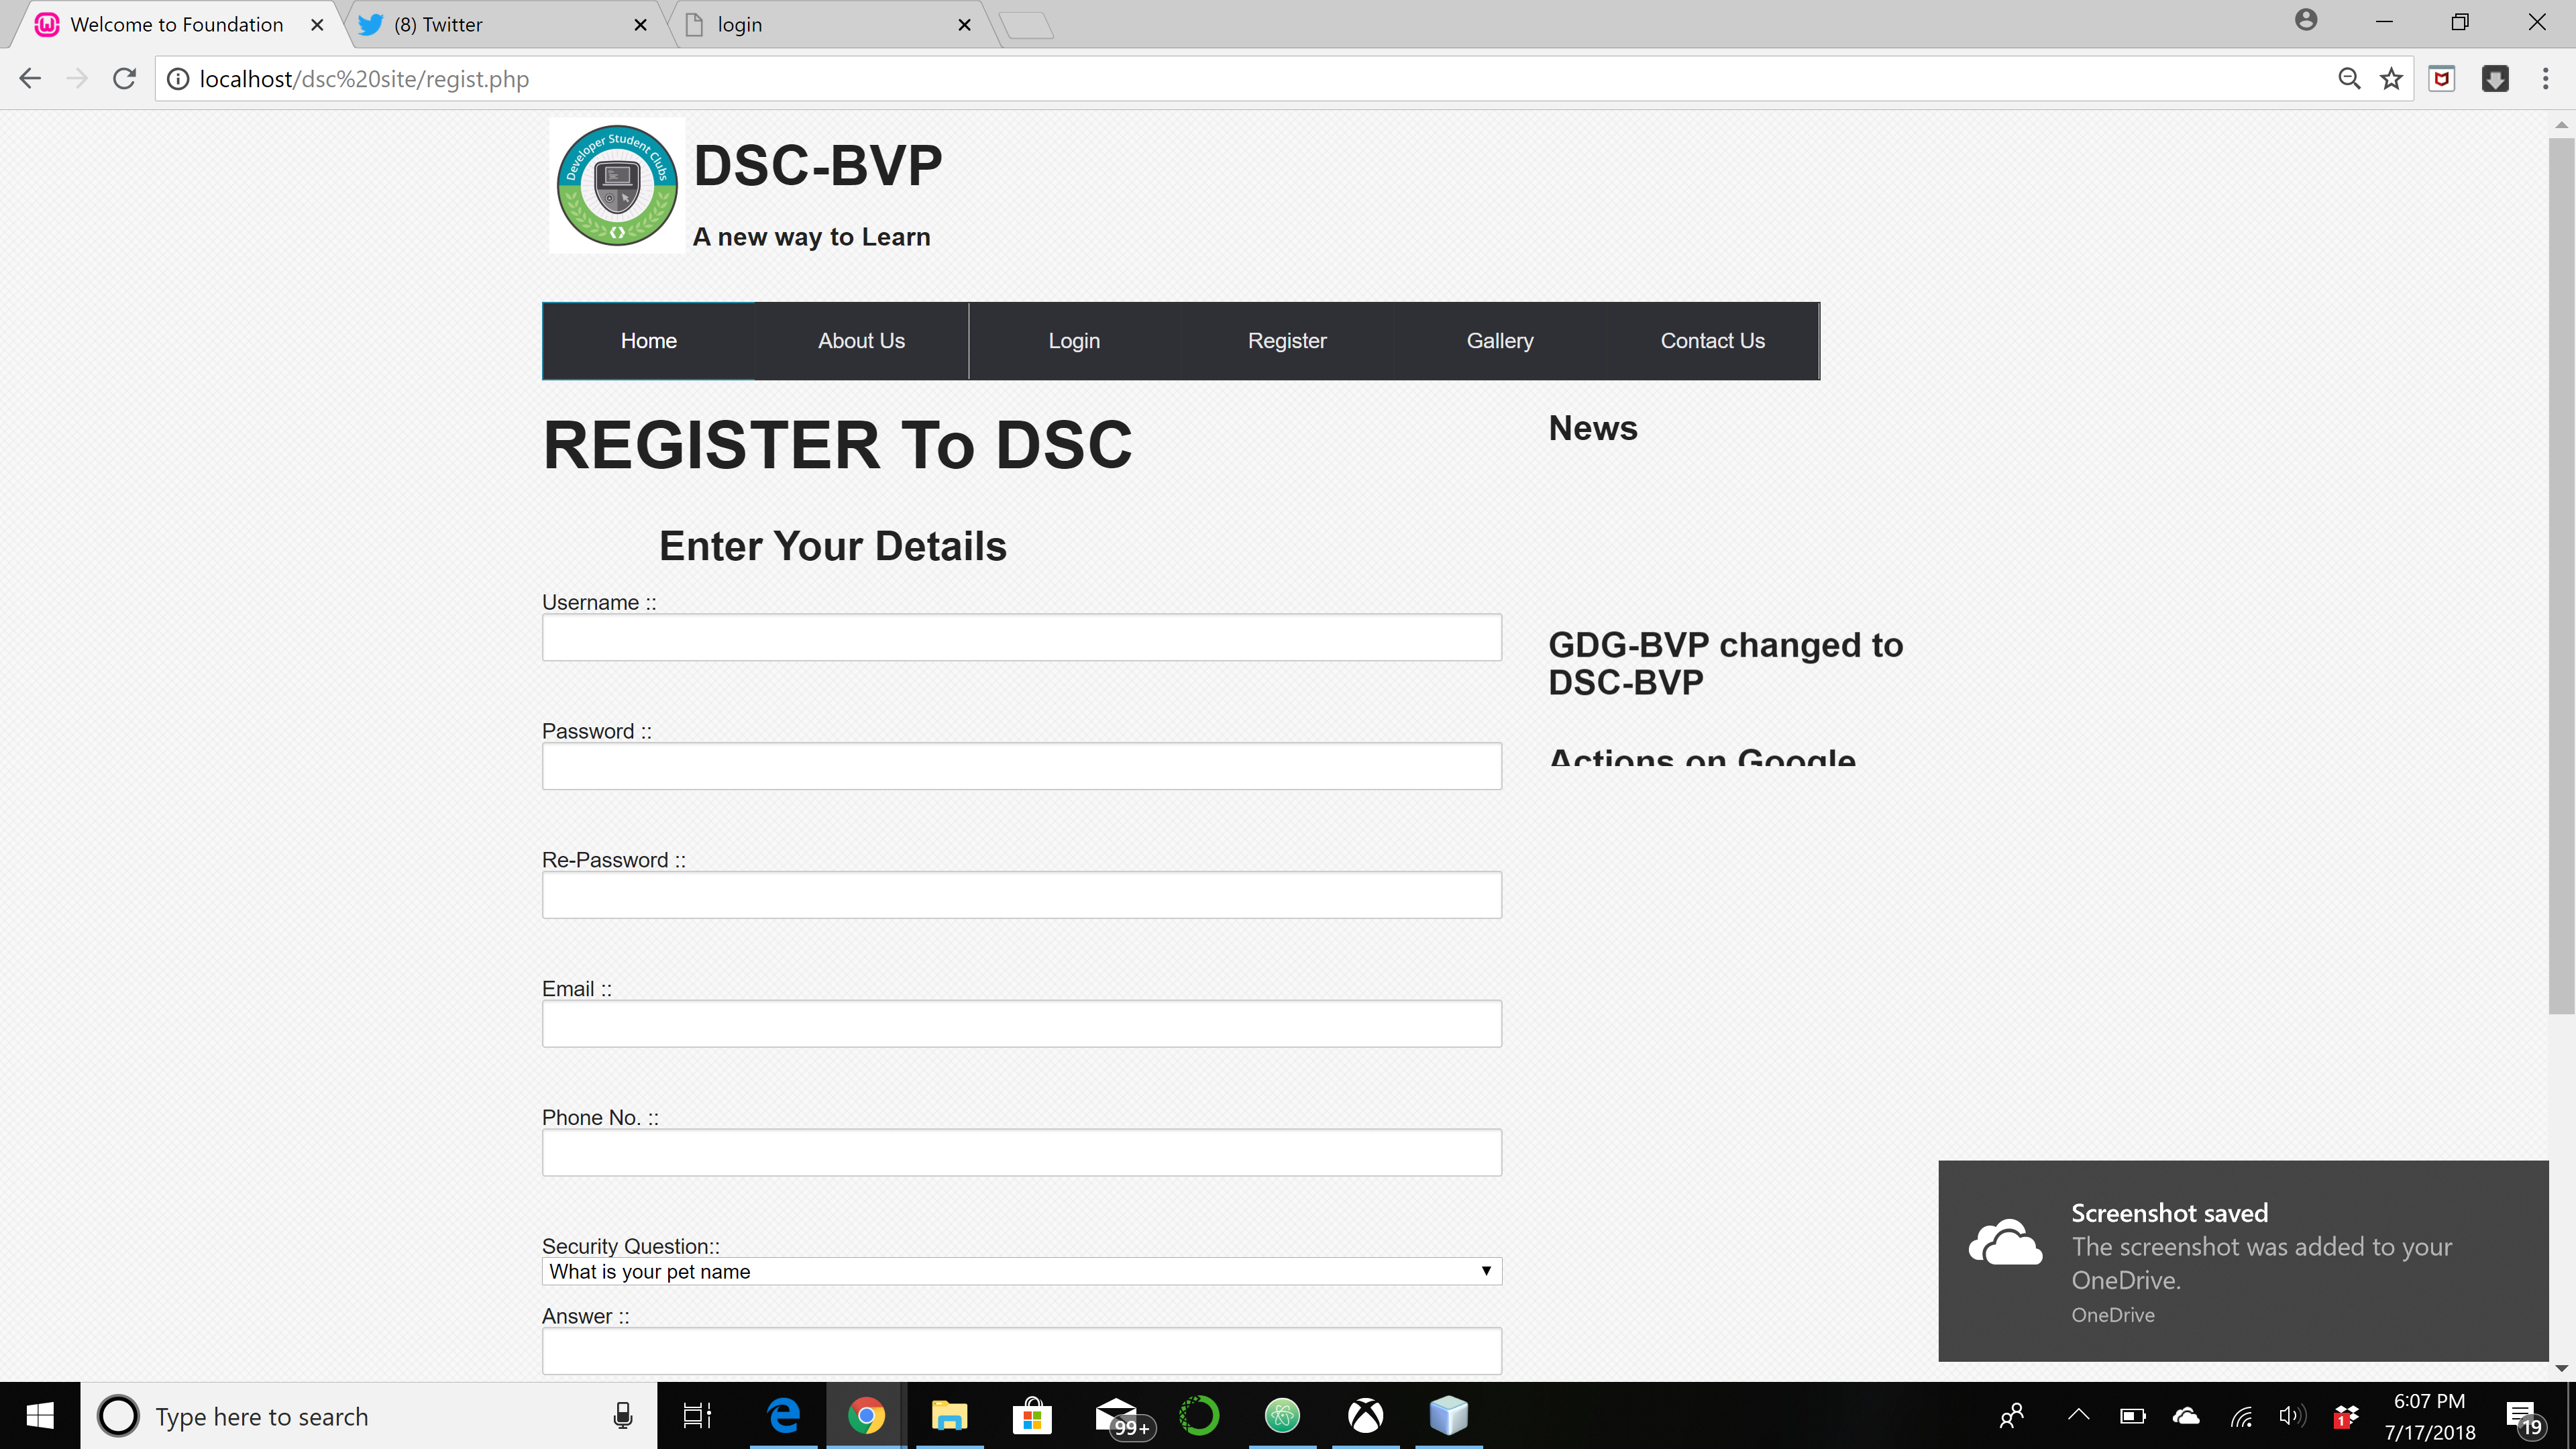 Welcome to Foundation
(8) Twitter
login
localhost/dsc%20site/regist.php
Developer Student Clubs
DSC-BVP
A new way to Learn
Home
About Us
Login
Register
Gallery
Contact Us
REGISTER To DSC
News
Enter Your Details
Username ::
GDG-BVP changed to
DSC-BVP
Password ::
Actions on Google
Re-Password ::
Email ::
Phone No. ::
Security Question::
What is your pet name
Answer ::
Screenshot saved
The screenshot was added to your
OneDrive.
OneDrive
Type here to search
99+
1
6:07 PM
7/17/2018
19